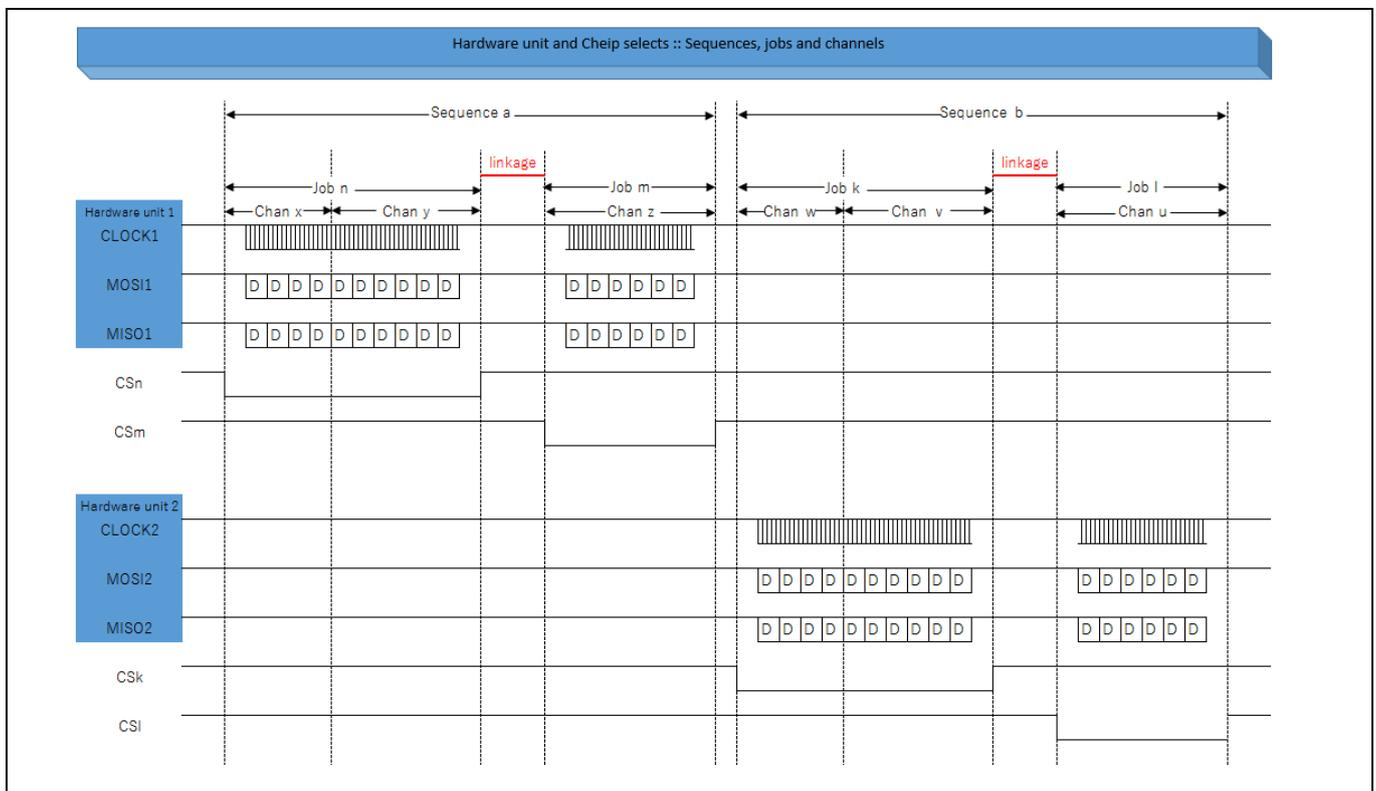 Hardware unit and Cheip selects :: Sequences, jobs and channels
Sequence a
Sequence b
linkage
linkage
Job n
Job m
Job k
Job l
Chan x
Chan y
Chan z
Chan w
Chan v
Chan u
Hardware unit 1
CLOCK1
MOSI1
D D D D D D D D D D
D D D D D D
MISO1
D D D D D D D D D D
D D D D D D
CSn
CSm
Hardware unit 2
CLOCK2
MOSI2
D D D D D D D D D D
D D D D D D
MISO2
D D D D D D D D D D
D D D D D D
CSk
CSl